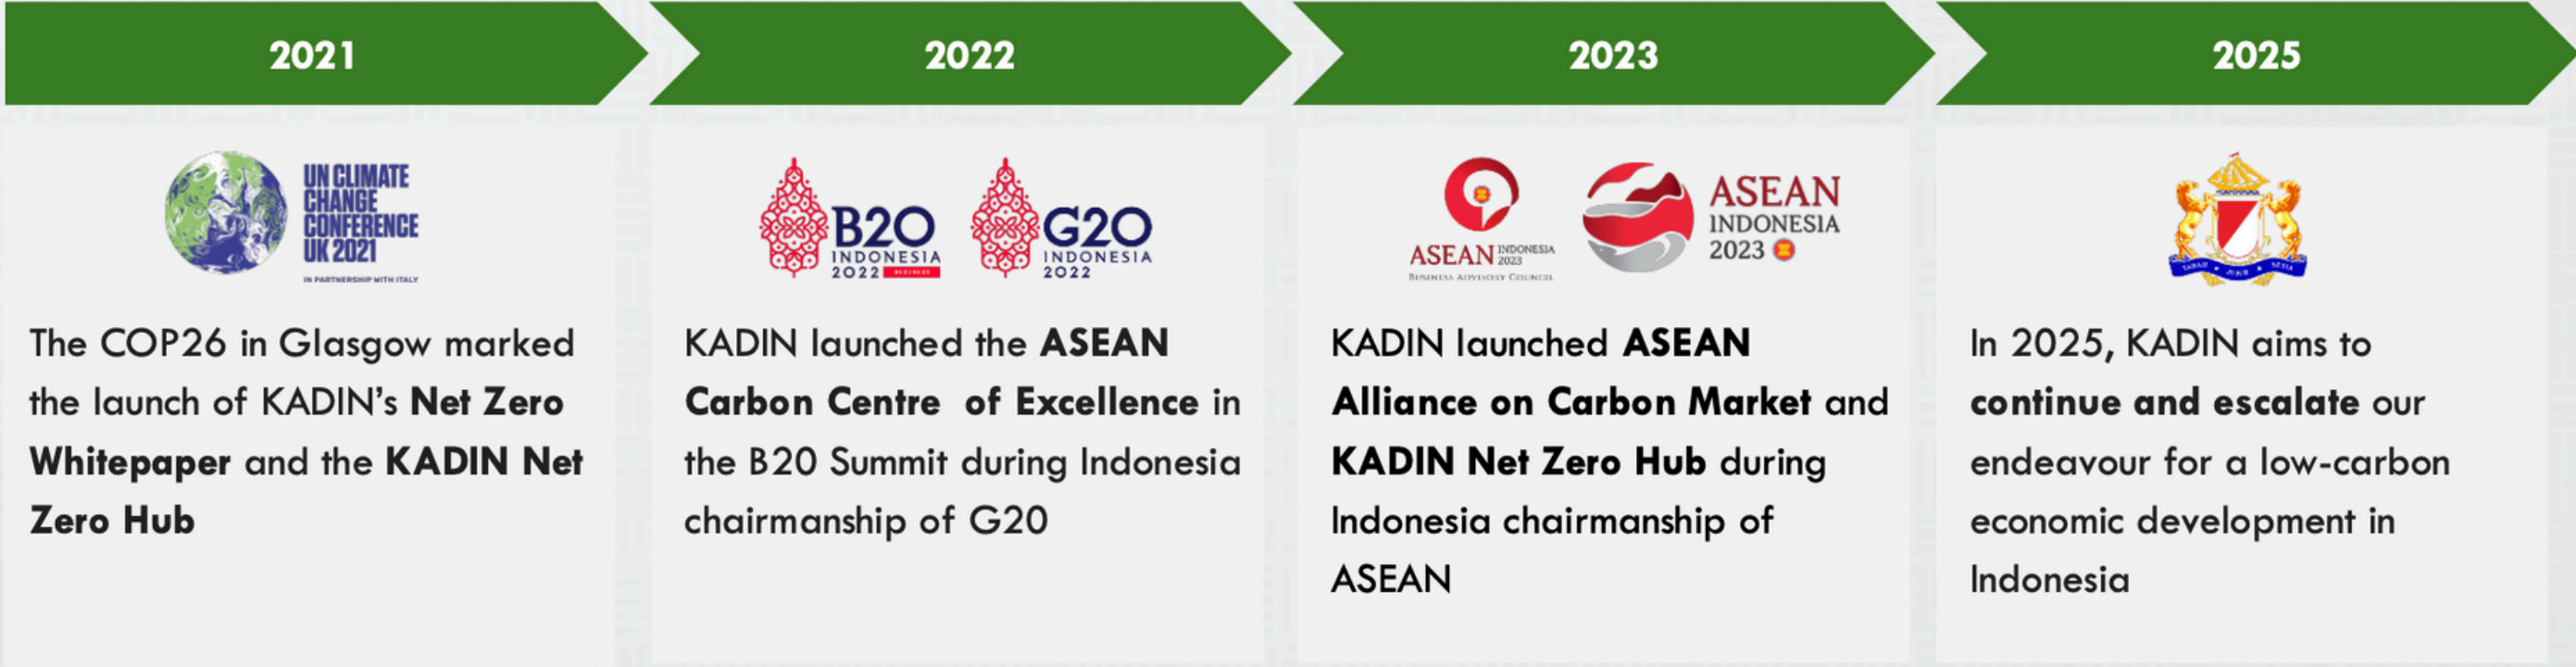 2021
2022
2023
2025
UN CLIMATE
CHANGE
CONFERENCE
UK 2021
IN PARTNERSHIP WITH ITALY
The COP26 in Glasgow marked
the launch of KADIN’s Net Zero
Whitepaper and the KADIN Net
Zero Hub
B20
INDONESIA
2022
G20
INDONESIA
2022
KADIN launched the ASEAN
Carbon Centre of Excellence in
the B20 Summit during Indonesia
chairmanship of G20
ASEAN INDONESIA 2023
BUSINESS ADVISORY COUNCIL
ASEAN
INDONESIA
2023
KADIN launched ASEAN
Alliance on Carbon Market and
KADIN Net Zero Hub during
Indonesia chairmanship of
ASEAN
In 2025, KADIN aims to
continue and escalate our
endeavour for a low-carbon
economic development in
Indonesia